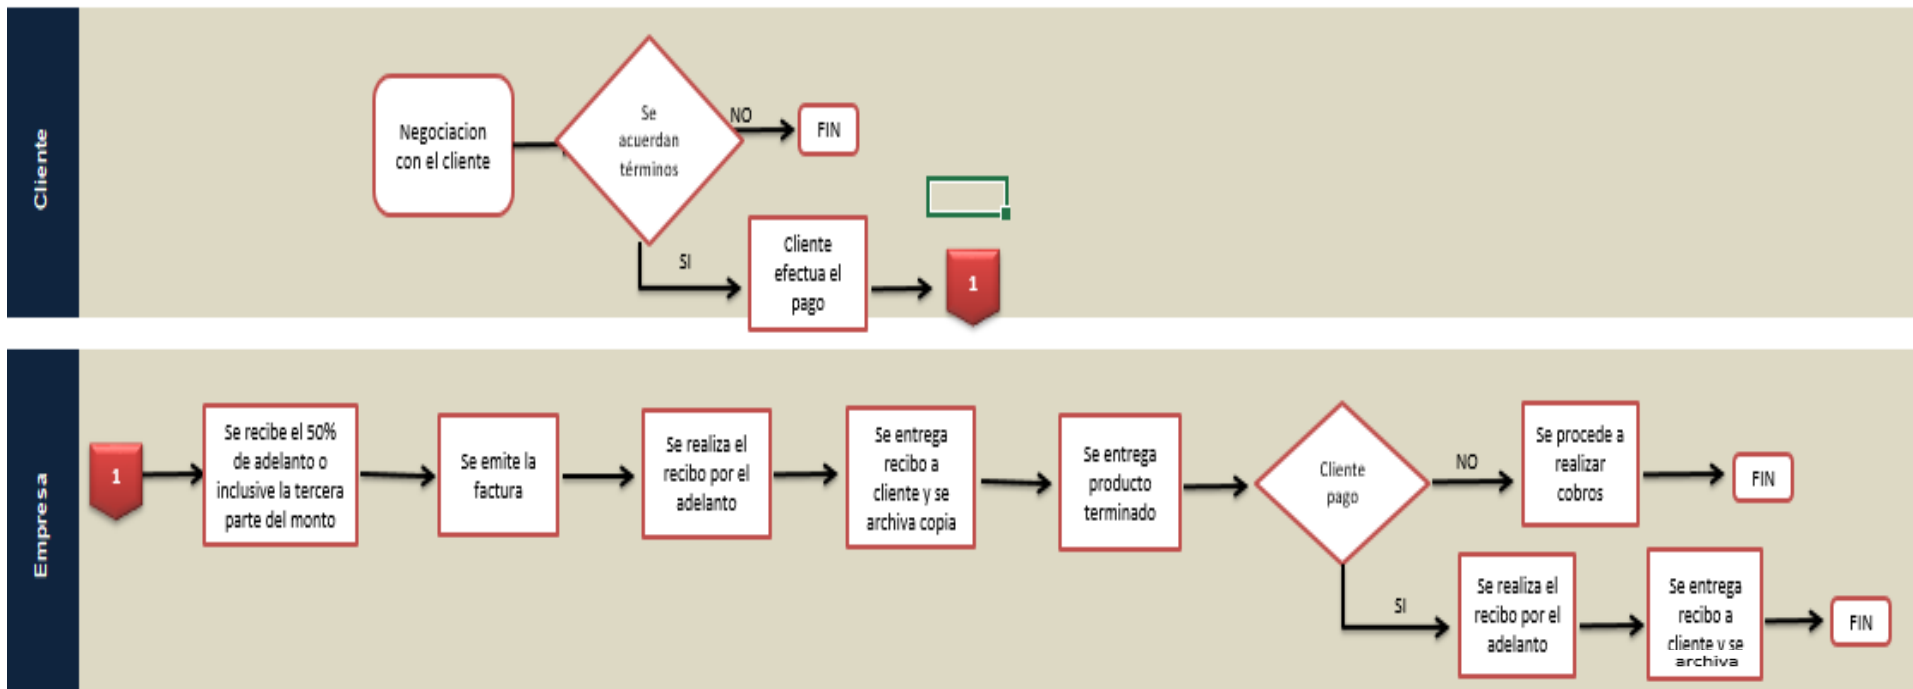 Cliente
Negociacion
con el cliente
Se
acuerdan
términos
NO
FIN
SI
Cliente
efectua el
pago
1
Empresa
1
Se recibe el 50%
de adelanto o
inclusive la tercera
parte del monto
Se emite la
factura
Se realiza el
recibo por el
adelanto
Se entrega
recibo a
cliente y se
archiva copia
Se entrega
producto
terminado
Cliente
pago
NO
Se procede a
realizar
cobros
FIN
SI
Se realiza el
recibo por el
adelanto
Se entrega
recibo a
cliente y se
archiva
FIN